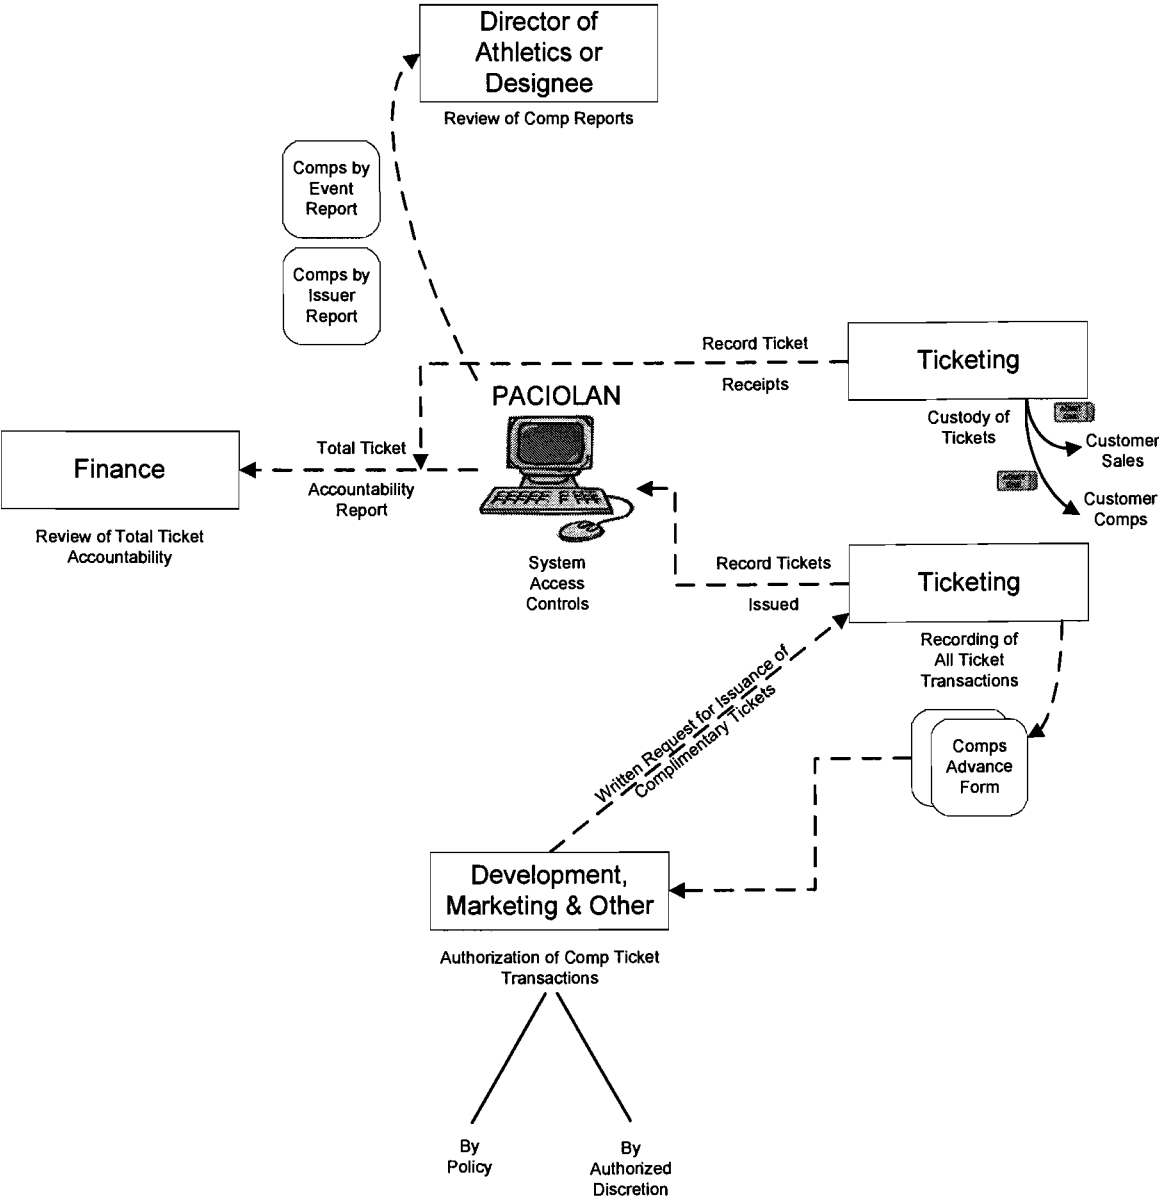 Director of
Athletics or
Designee
Review of Comp Reports
Comps by
Event
Report
Comps by
Issuer
Report
Record Ticket
Receipts
Ticketing
Custody of
Tickets
Customer
Sales
Customer
Comps
PACIOLAN
System
Access
Controls
Finance
Total Ticket
Accountability
Report
Review of Total Ticket
Accountability
Record Tickets
Issued
Ticketing
Recording of
All Ticket
Transactions
Written Request for Issuance of
Complimentary Tickets
Comps
Advance
Form
Development,
Marketing & Other
Authorization of Comp Ticket
Transactions
By
Policy
By
Authorized
Discretion